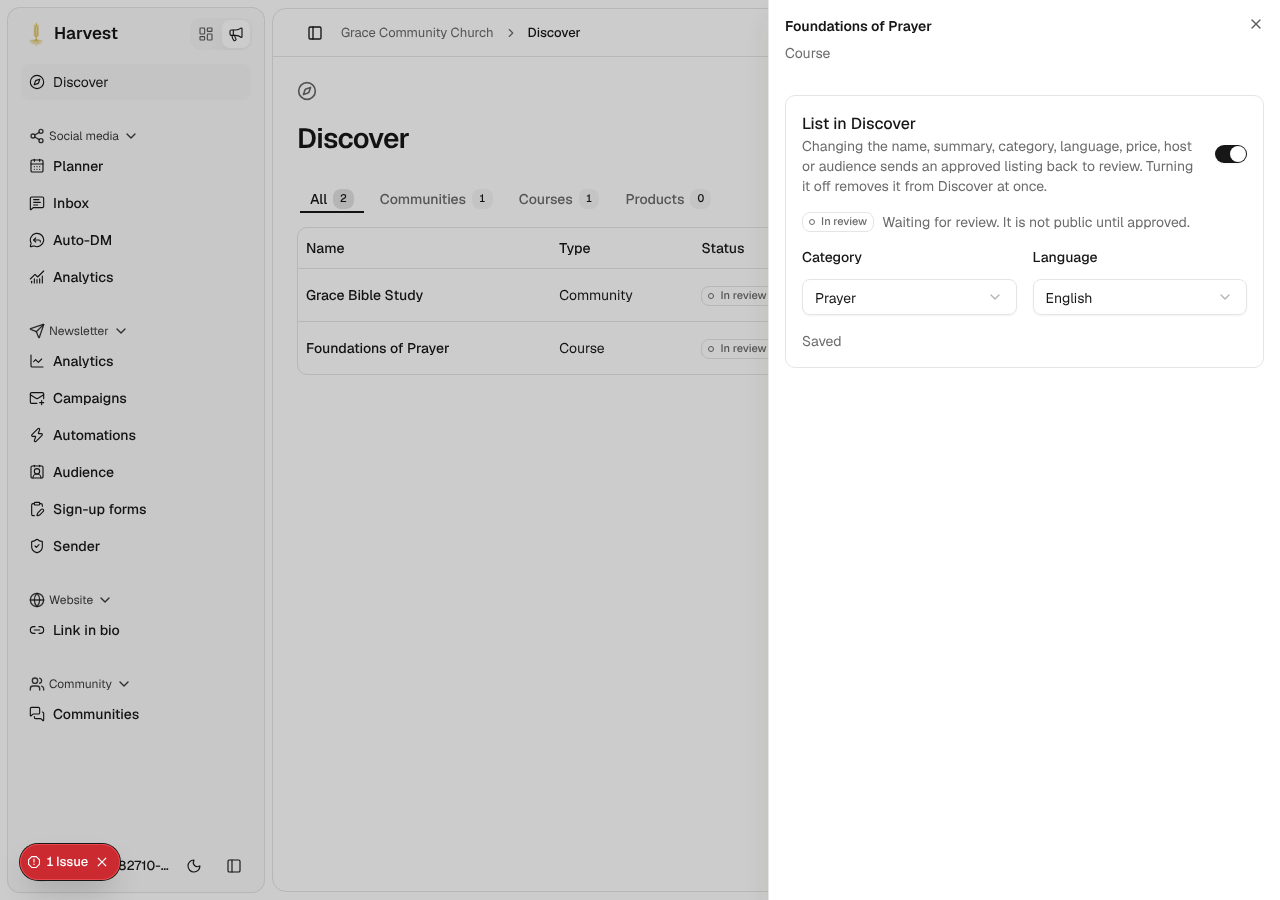 Harvest
Discover
Social media
Planner
Inbox
Auto-DM
Analytics
Newsletter
Analytics
Campaigns
Automations
Audience
Sign-up forms
Sender
Website
Link in bio
Community
Communities
1 Issue
82710-...
Grace Community Church > Discover
Discover
All 2 Communities 1 Courses 1 Products 0
Name Type Status
Grace Bible Study Community In review
Foundations of Prayer Course In review
Foundations of Prayer
Course
List in Discover
Changing the name, summary, category, language, price, host
or audience sends an approved listing back to review. Turning
it off removes it from Discover at once.
In review Waiting for review. It is not public until approved.
Category Language
Prayer English
Saved